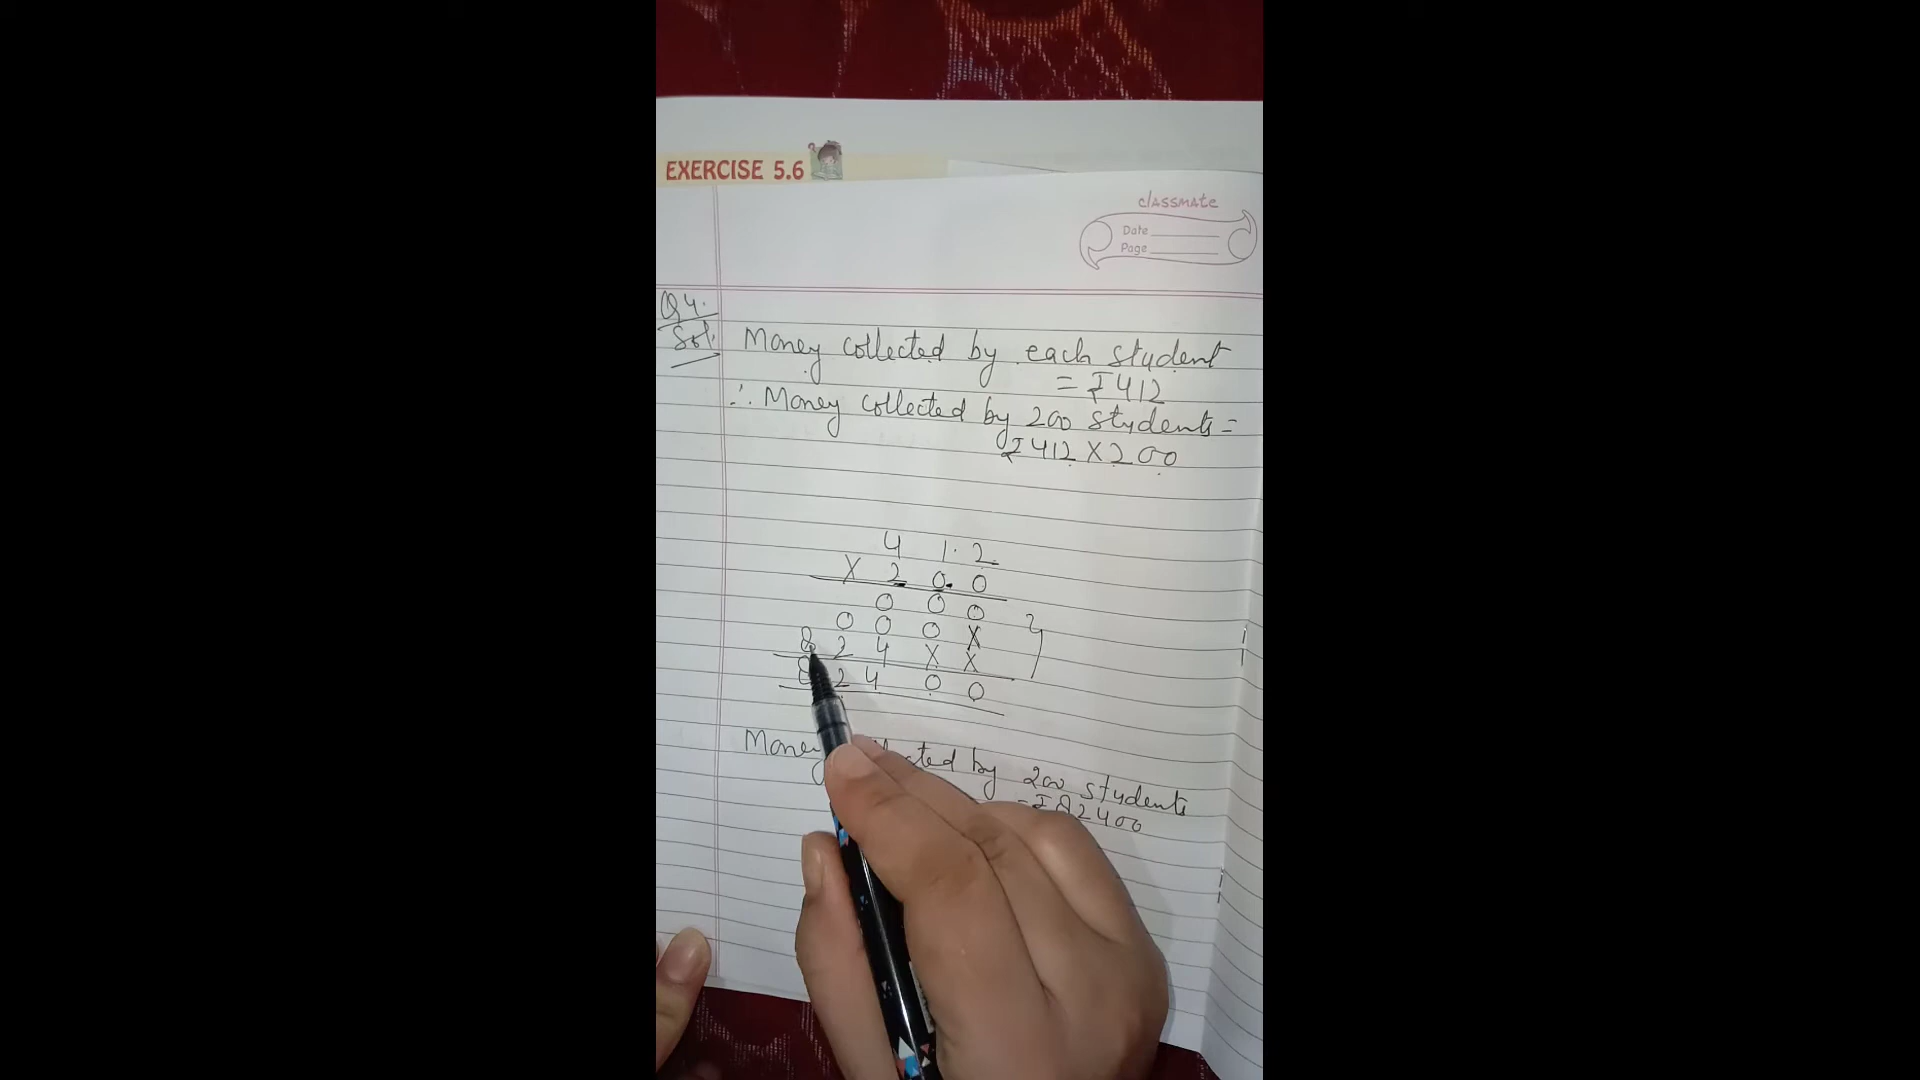 EXERCISE 5.6
classmate
Date
Page
Q4.
Sol. Money collected by each student
= ₹412
∴ Money collected by 200 students =
₹412 X 200
4 1 2
X 2 0 0
0 0 0
0 0 0 X
8 2 4 X X
8 2 4 0 0
Money by 200 students
= ₹82400